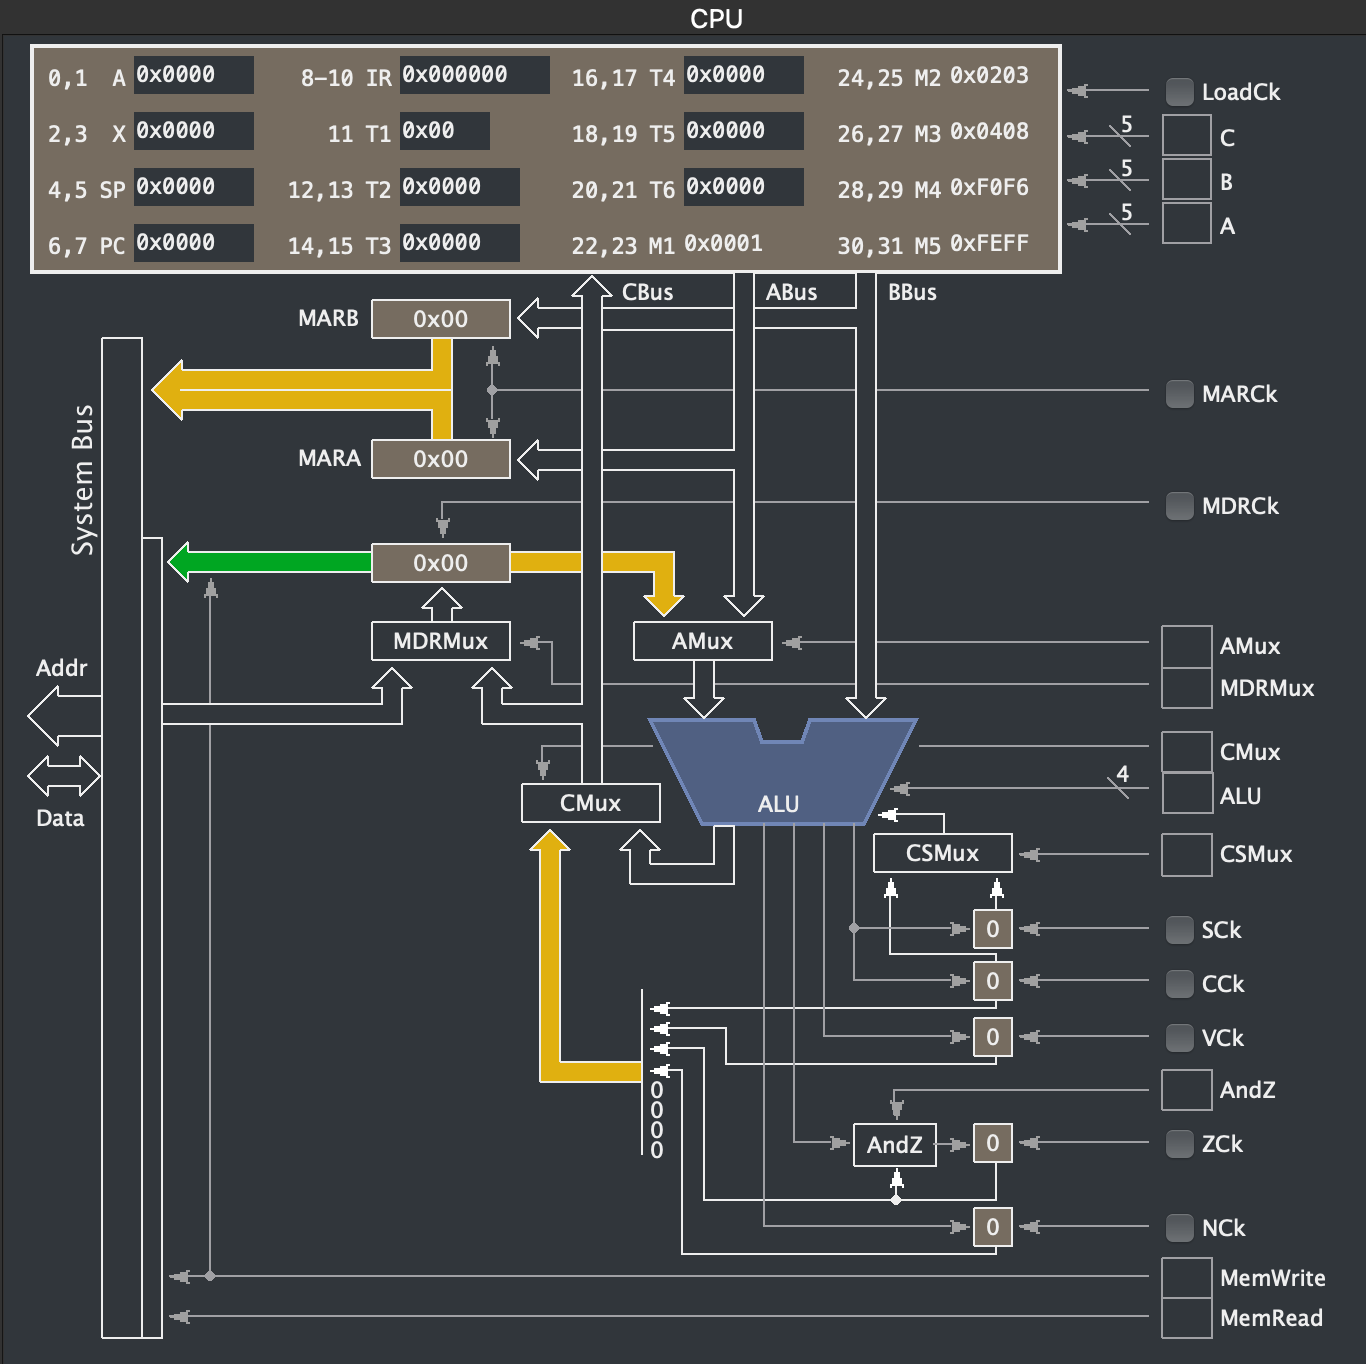 CPU
0,1 A 0x0000 8-10 IR 0x000000 16,17 T4 0x0000 24,25 M2 0x0203
2,3 X 0x0000 11 T1 0x00 18,19 T5 0x0000 26,27 M3 0x0408
4,5 SP 0x0000 12,13 T2 0x0000 20,21 T6 0x0000 28,29 M4 0xF0F6
6,7 PC 0x0000 14,15 T3 0x0000 22,23 M1 0x0001 30,31 M5 0xFEFF
LoadCk
5 C
5 B
5 A
CBus ABus BBus
MARB 0x00
MARCk
System Bus
MARA 0x00
MDRCk
0x00
MDRMux AMux AMux
Addr
MDRMux
CMux
4 ALU
Data
CMux ALU
CSMux CSMux
0 SCk
0 CCk
0 VCk
0
0
0
0
AndZ
AndZ 0 ZCk
0 NCk
MemWrite
MemRead